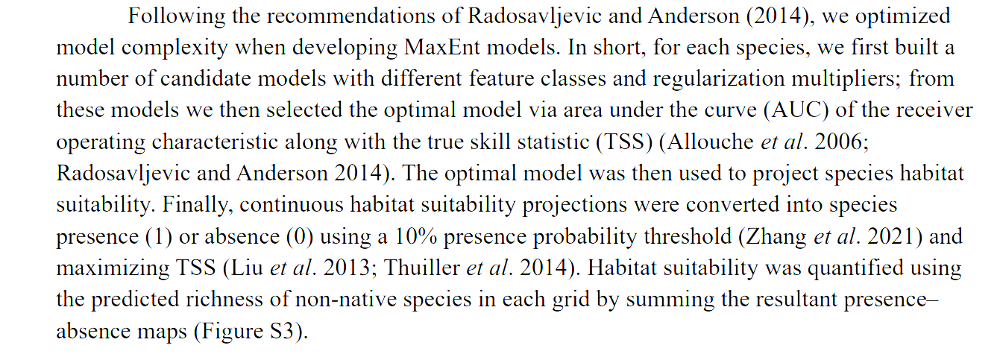 Following the recommendations of Radosavljevic and Anderson (2014), we optimized
model complexity when developing MaxEnt models. In short, for each species, we first built a
number of candidate models with different feature classes and regularization multipliers; from
these models we then selected the optimal model via area under the curve (AUC) of the receiver
operating characteristic along with the true skill statistic (TSS) (Allouche et al. 2006;
Radosavljevic and Anderson 2014). The optimal model was then used to project species habitat
suitability. Finally, continuous habitat suitability projections were converted into species
presence (1) or absence (0) using a 10% presence probability threshold (Zhang et al. 2021) and
maximizing TSS (Liu et al. 2013; Thuiller et al. 2014). Habitat suitability was quantified using
the predicted richness of non-native species in each grid by summing the resultant presence–
absence maps (Figure S3).